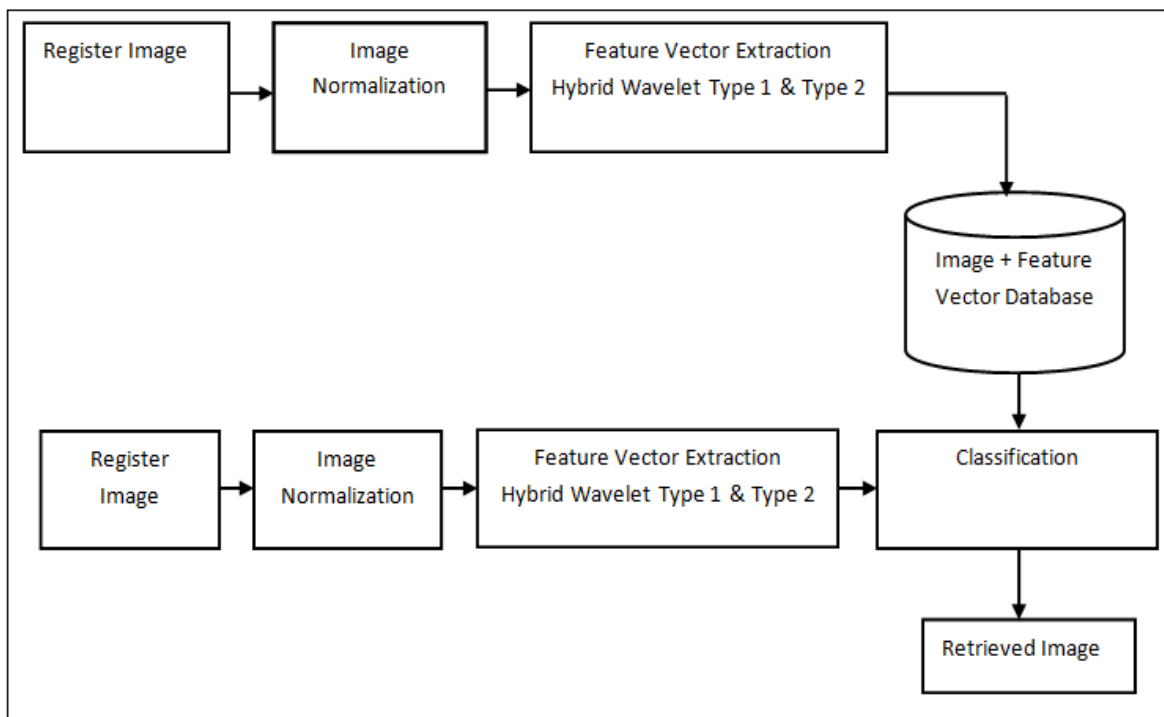 Register Image
Image
Normalization
Feature Vector Extraction
Hybrid Wavelet Type 1 & Type 2
Image + Feature
Vector Database
Register
Image
Image
Normalization
Feature Vector Extraction
Hybrid Wavelet Type 1 & Type 2
Classification
Retrieved Image